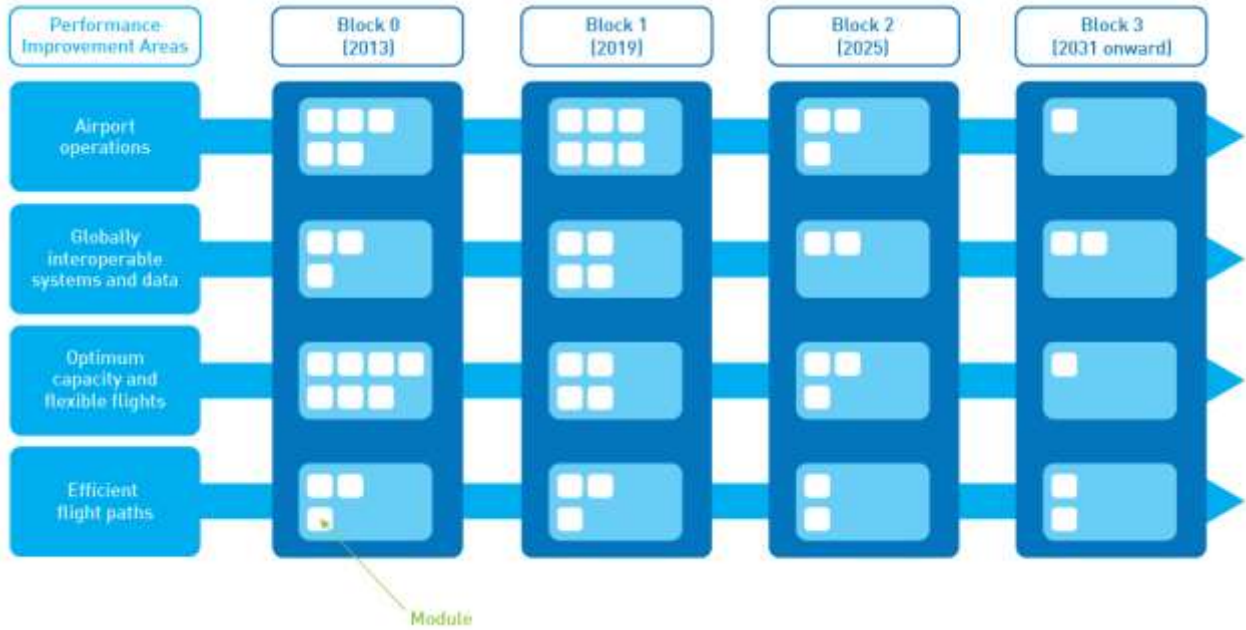 Performance
Improvement Areas
Block 0
(2013)
Block 1
(2019)
Block 2
(2025)
Block 3
(2031 onward)
Airport
operations
Globally
interoperable
systems and data
Optimum
capacity and
flexible flights
Efficient
flight paths
Module